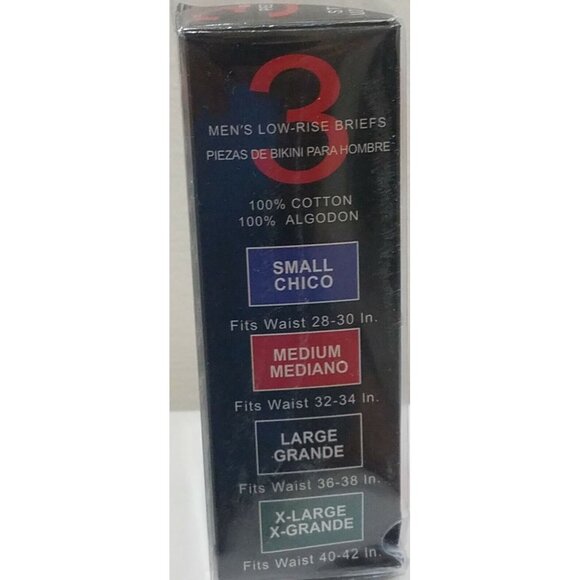 3
MEN'S LOW-RISE BRIEFS
PIEZAS DE BIKINI PARA HOMBRE
100% COTTON
100% ALGODON
SMALL
CHICO
Fits Waist 28-30 In.
MEDIUM
MEDIANO
Fits Waist 32-34 In.
LARGE
GRANDE
Fits Waist 36-38 In.
X-LARGE
X-GRANDE
Fits Waist 40-42 In.